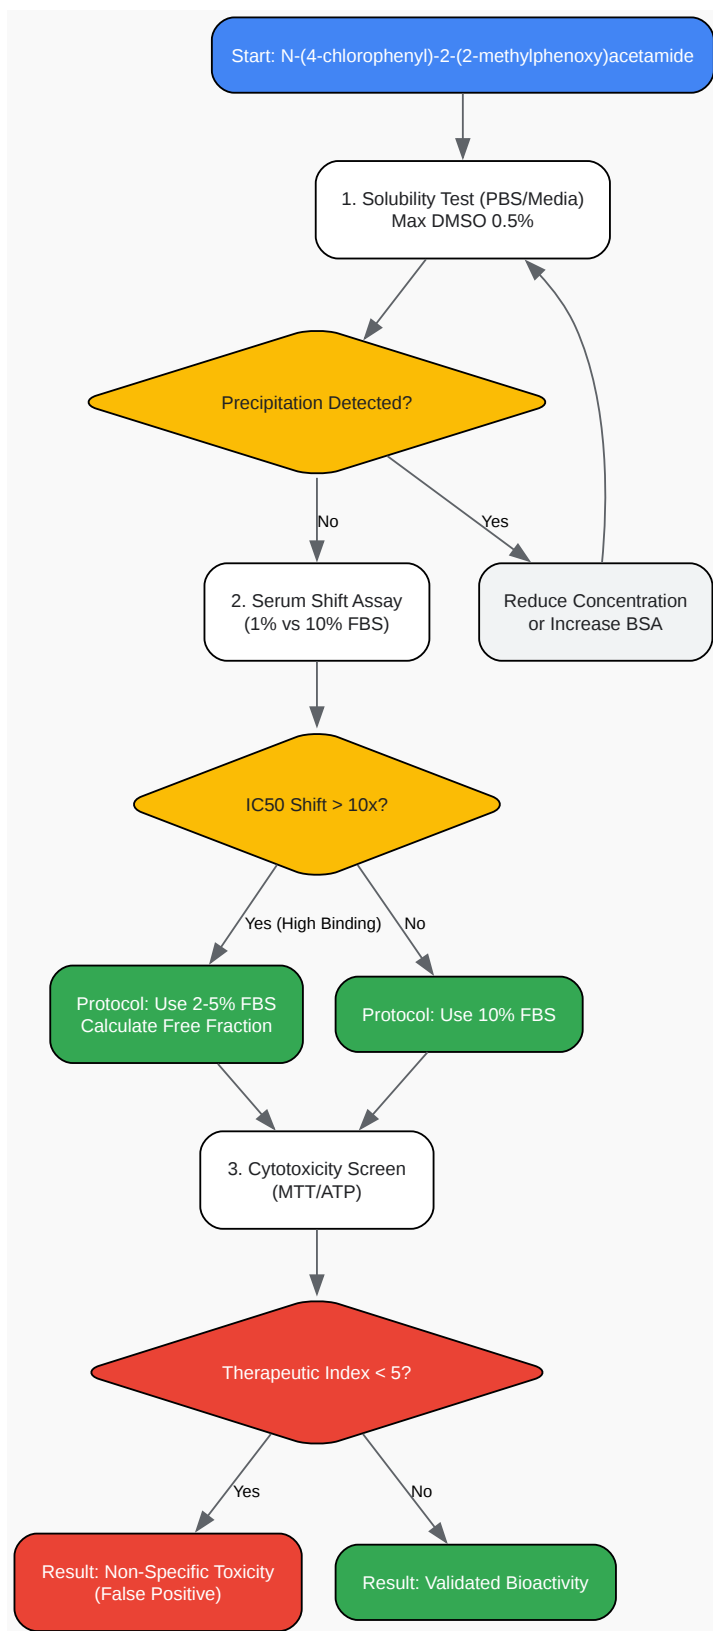 Start: N-(4-chlorophenyl)-2-(2-methylphenoxy)acetamide
1. Solubility Test (PBS/Media)
Max DMSO 0.5%
Precipitation Detected?
No
Yes
2. Serum Shift Assay
(1% vs 10% FBS)
Reduce Concentration
or Increase BSA
IC50 Shift > 10x?
Yes (High Binding)
No
Protocol: Use 2-5% FBS
Calculate Free Fraction
Protocol: Use 10% FBS
3. Cytotoxicity Screen
(MTT/ATP)
Therapeutic Index < 5?
Yes
No
Result: Non-Specific Toxicity
(False Positive)
Result: Validated Bioactivity